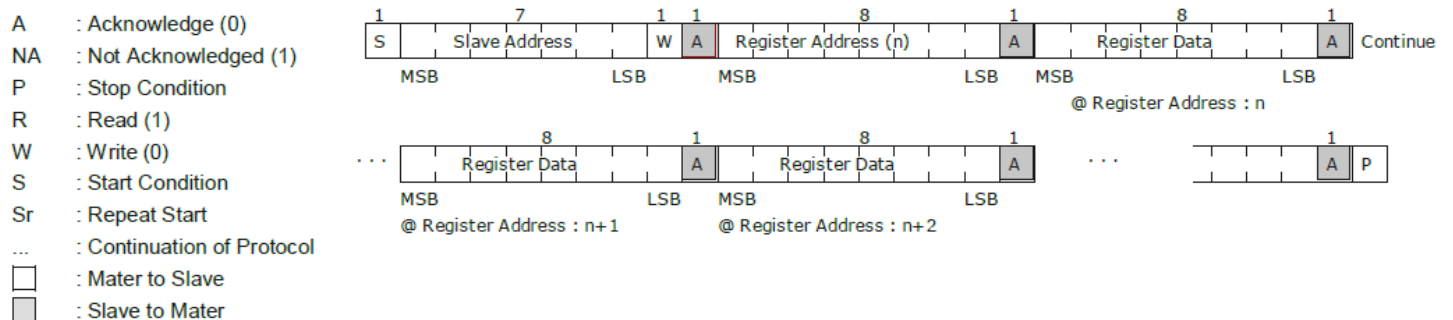 A : Acknowledge (0)
NA : Not Acknowledged (1)
P : Stop Condition
R : Read (1)
W : Write (0)
S : Start Condition
Sr : Repeat Start
... : Continuation of Protocol
: Mater to Slave
: Slave to Mater
1 7 1 1 8 1 8 1
S Slave Address W A Register Address (n) A Register Data A Continue
MSB LSB MSB LSB MSB LSB
@ Register Address : n
8 1 8 1 1
... Register Data A Register Data A ... A P
MSB LSB MSB LSB
@ Register Address : n+1 @ Register Address : n+2